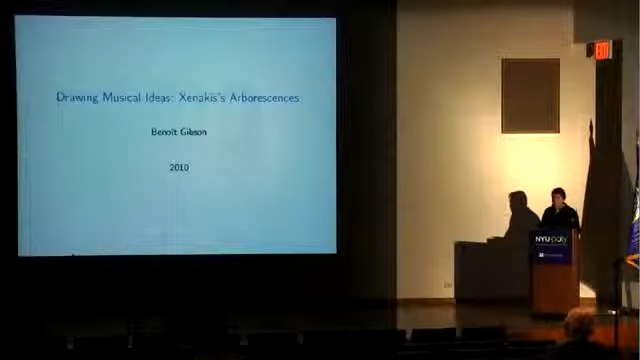 Drawing Musical Ideas: Xenakis's Arborescences
Benoît Gibson
2010
EXIT
NYU·poly